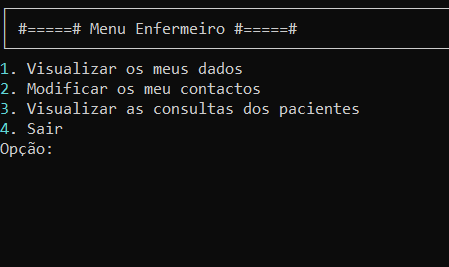 #=====# Menu Enfermeiro #=====#
1. Visualizar os meus dados
2. Modificar os meu contactos
3. Visualizar as consultas dos pacientes
4. Sair
Opção: